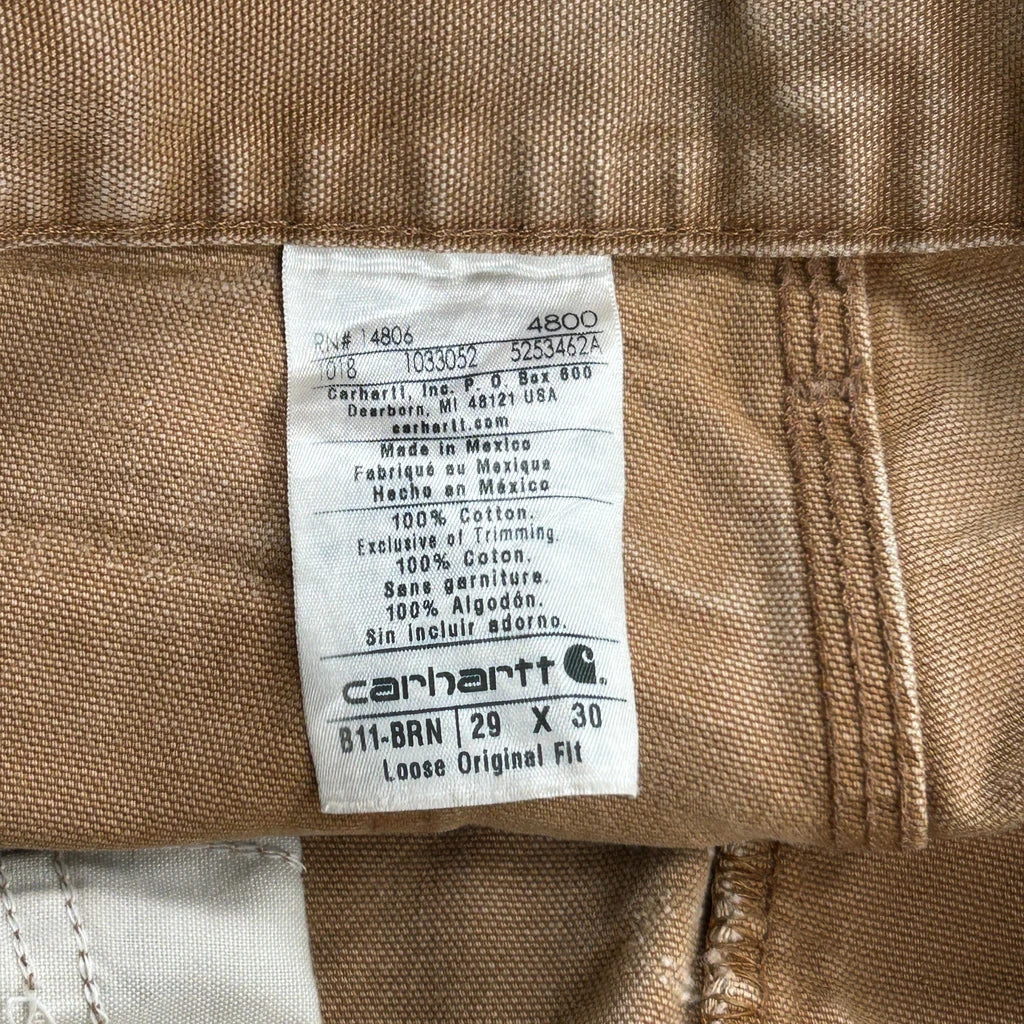 RN# 14806 4800
1018 1033052 5253462A
Carhartt, Inc. P. O. Box 600
Dearborn, MI 48121 USA
carhartt.com
Made in Mexico
Fabriqué au Mexique
Hecho en México
100% Cotton.
Exclusive of Trimming.
100% Coton.
Sans garniture.
100% Algodón.
Sin incluir adorno.
carhartt
B11-BRN | 29 X 30
Loose Original Fit